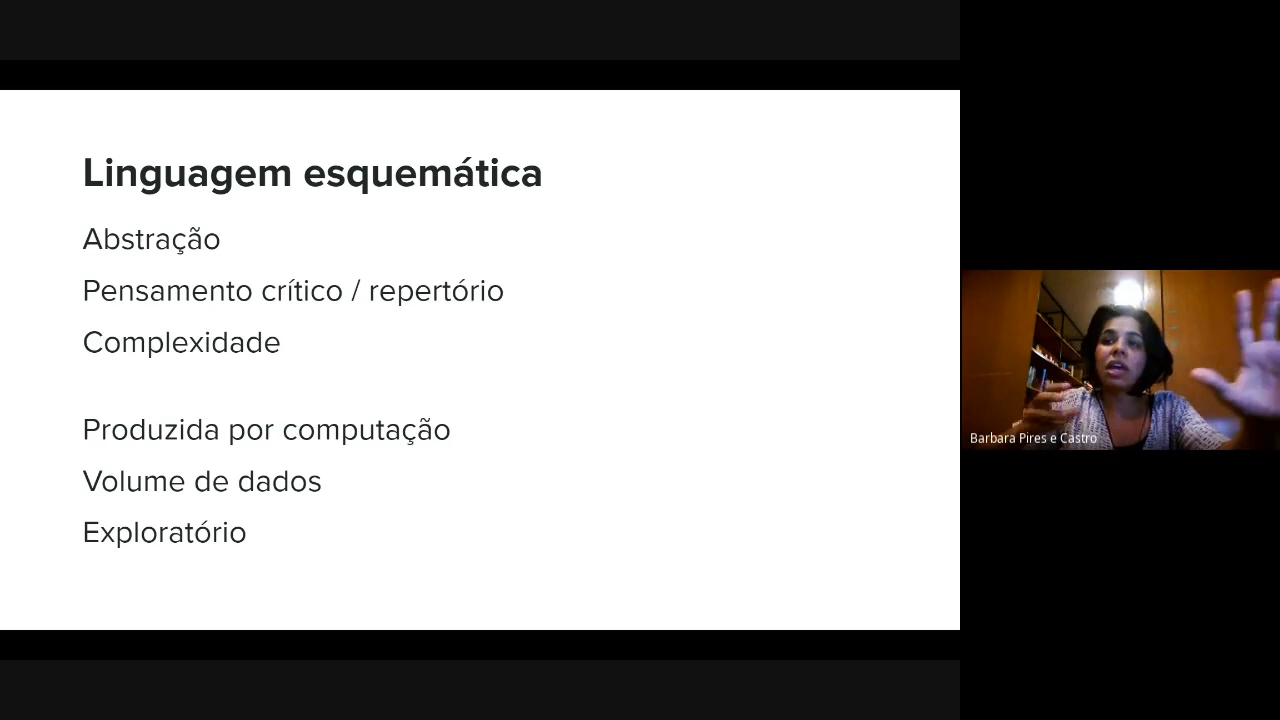 Linguagem esquemática
Abstração
Pensamento crítico / repertório
Complexidade
Produzida por computação
Volume de dados
Exploratório
Barbara Pires e Castro